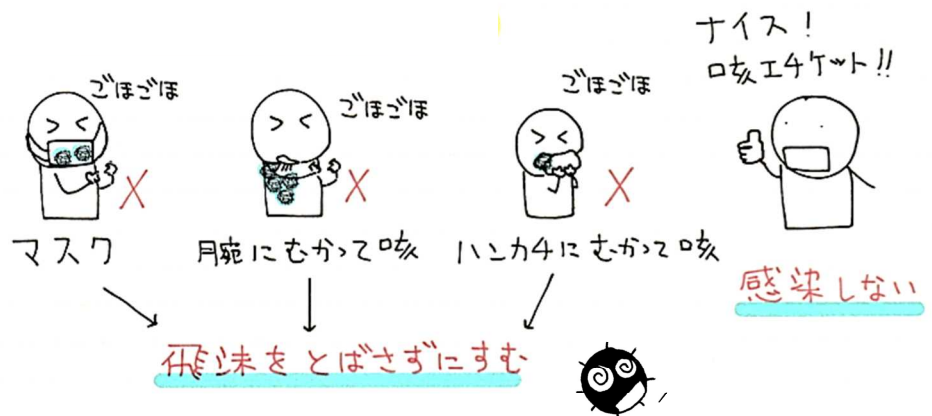 ナイス!
咳エチケット!!
ごほごほ
ごほごほ
ごほごほ
マスク
腕にむかって咳
ハンカチにむかって咳
感染しない
飛沫をとばさずにすむ